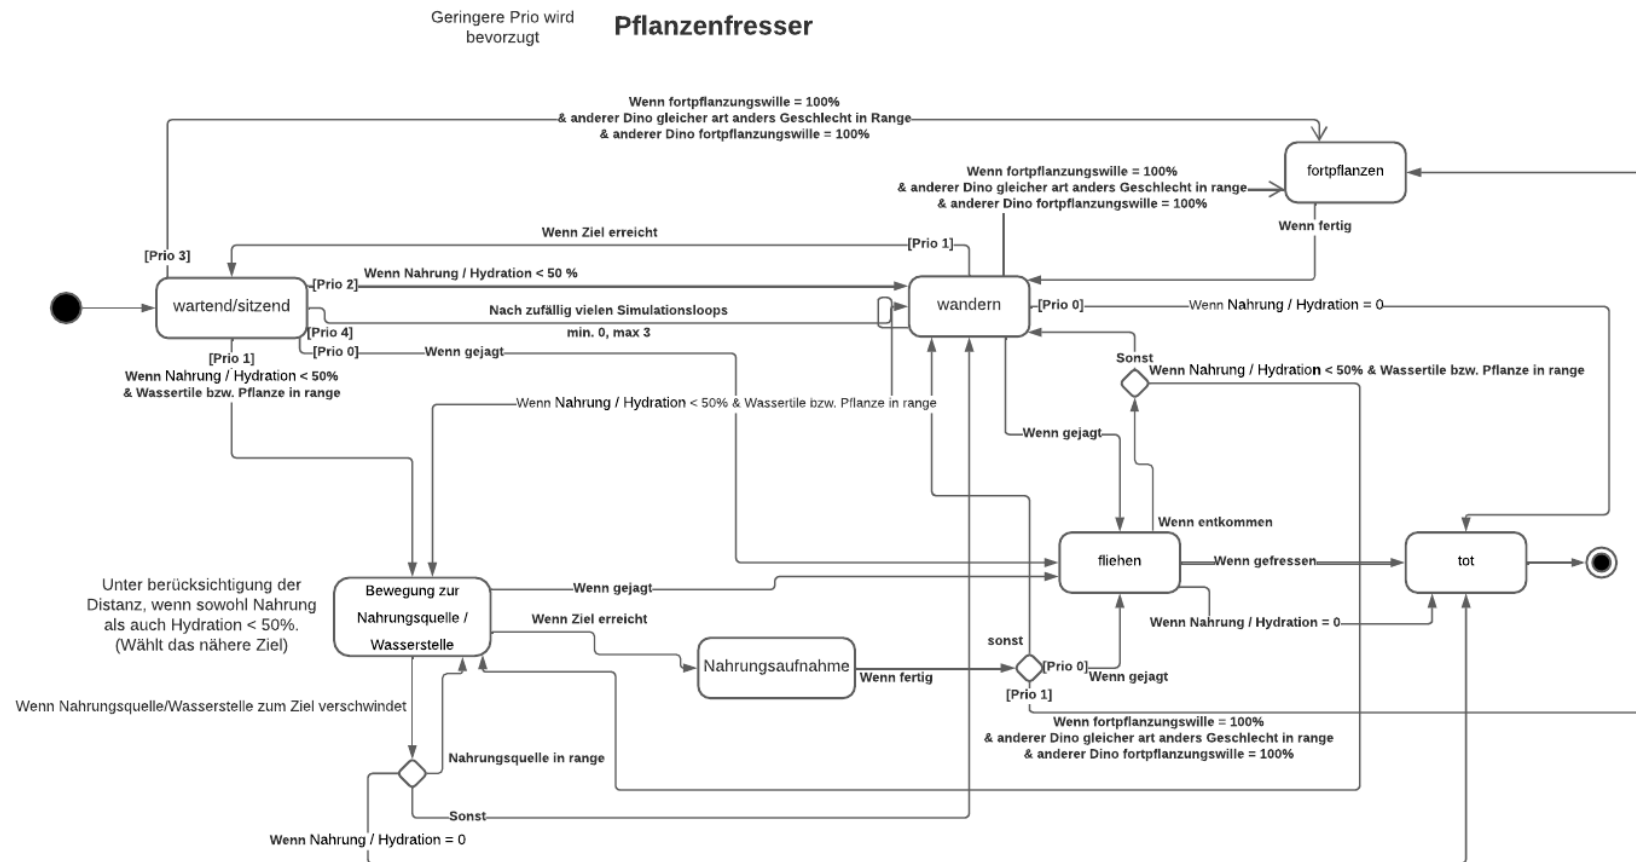 Geringere Prio wird
bevorzugt
Pflanzenfresser
Wenn fortpflanzungswille = 100%
& anderer Dino gleicher art anders Geschlecht in Range
& anderer Dino fortpflanzungswille = 100%
fortpflanzen
Wenn fortpflanzungswille = 100%
& anderer Dino gleicher art anders Geschlecht in range
& anderer Dino fortpflanzungswille = 100%
Wenn fertig
Wenn Ziel erreicht
[Prio 1]
[Prio 3]
[Prio 2]
Wenn Nahrung / Hydration < 50 %
wartend/sitzend
wandern
[Prio 0]
Wenn Nahrung / Hydration = 0
Nach zufällig vielen Simulationsloops
min. 0, max 3
[Prio 4]
[Prio 0]
Wenn gejagt
[Prio 1]
Wenn Nahrung / Hydration < 50%
& Wassertile bzw. Pflanze in range
Sonst
Wenn Nahrung / Hydration < 50% & Wassertile bzw. Pflanze in range
Wenn Nahrung / Hydration < 50% & Wassertile bzw. Pflanze in range
Wenn gejagt
Wenn entkommen
fliehen
Wenn gefressen
tot
Unter berücksichtigung der
Distanz, wenn sowohl Nahrung
als auch Hydration < 50%.
(Wählt das nähere Ziel)
Bewegung zur
Nahrungsquelle /
Wasserstelle
Wenn gejagt
Wenn Ziel erreicht
Wenn Nahrung / Hydration = 0
sonst
Nahrungsaufnahme
Wenn fertig
[Prio 0]
Wenn gejagt
[Prio 1]
Wenn fortpflanzungswille = 100%
& anderer Dino gleicher art anders Geschlecht in range
& anderer Dino fortpflanzungswille = 100%
Wenn Nahrungsquelle/Wasserstelle zum Ziel verschwindet
Nahrungsquelle in range
Sonst
Wenn Nahrung / Hydration = 0